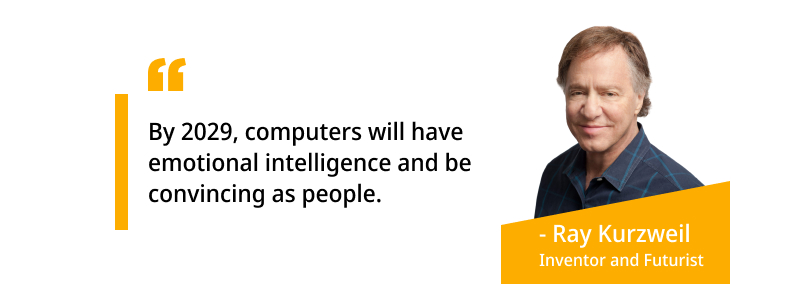 “
By 2029, computers will have
emotional intelligence and be
convincing as people.
- Ray Kurzweil
Inventor and Futurist